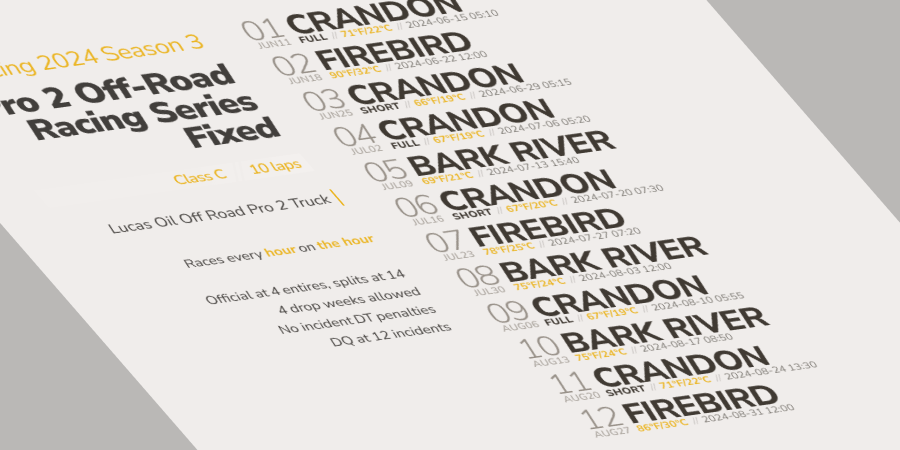 ing 2024 Season 3
ro 2 Off-Road
Racing Series
Fixed
Class C 10 laps
Lucas Oil Off Road Pro 2 Truck
Races every hour on the hour
Official at 4 entires, splits at 14
4 drop weeks allowed
No incident DT penalties
DQ at 12 incidents
01 CRANDON
JUN11 FULL // 71°F/22°C // 2024-06-15 05:10
02 FIREBIRD
JUN18 90°F/32°C // 2024-06-22 12:00
03 CRANDON
JUN25 SHORT // 66°F/19°C // 2024-06-29 05:15
04 CRANDON
JUL02 FULL // 67°F/19°C // 2024-07-06 05:20
05 BARK RIVER
JUL09 69°F/21°C // 2024-07-13 15:40
06 CRANDON
JUL16 SHORT // 67°F/20°C // 2024-07-20 07:30
07 FIREBIRD
JUL23 78°F/25°C // 2024-07-27 07:20
08 BARK RIVER
JUL30 75°F/24°C // 2024-08-03 12:00
09 CRANDON
AUG06 FULL // 67°F/19°C // 2024-08-10 05:55
10 BARK RIVER
AUG13 75°F/24°C // 2024-08-17 08:50
11 CRANDON
AUG20 SHORT // 71°F/22°C // 2024-08-24 13:30
12 FIREBIRD
AUG27 86°F/30°C // 2024-08-31 12:00